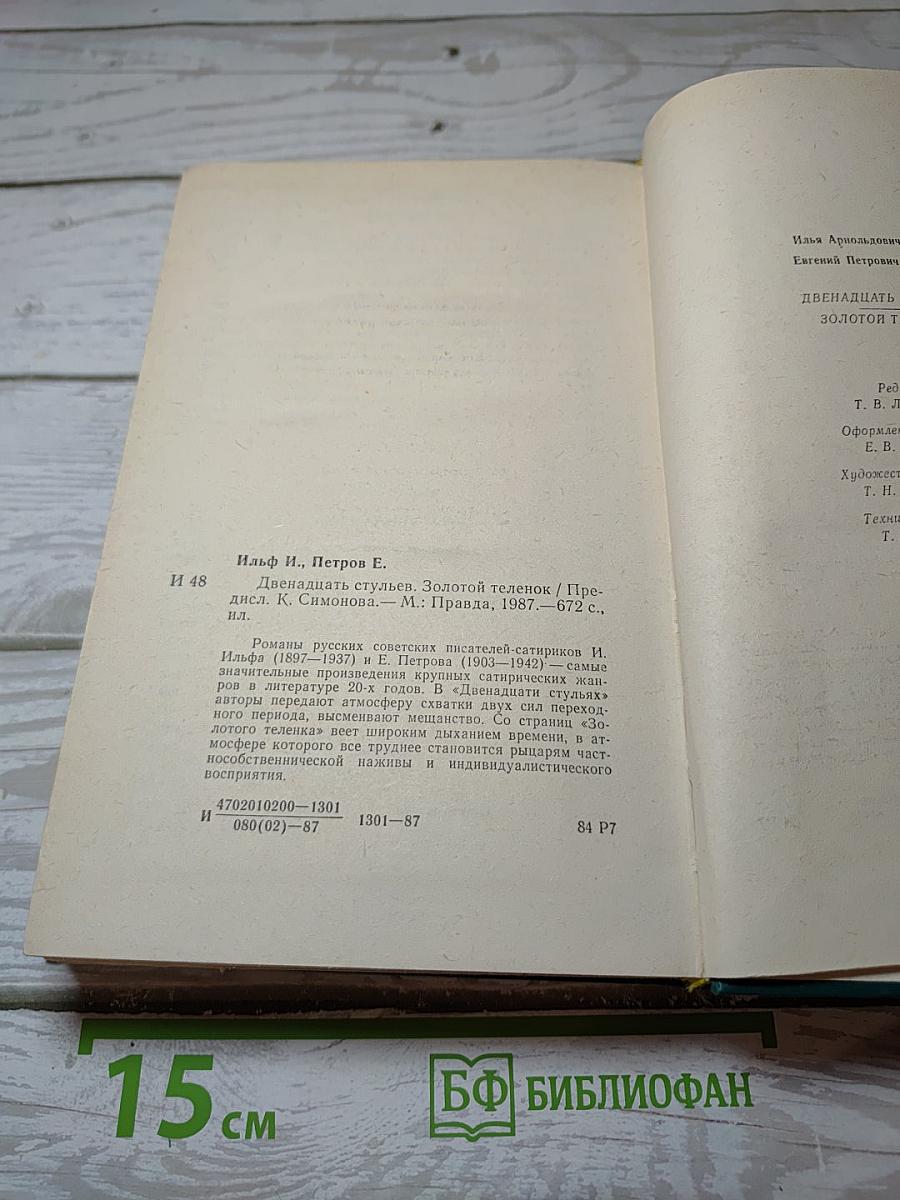 Ильф И., Петров Е.
И 48 Двенадцать стульев. Золотой теленок / Пре-
дисл. К. Симонова.— М.: Правда, 1987.—672 с.,
ил.
Романы русских советских писателей-сатириков И.
Ильфа (1897—1937) и Е. Петрова (1903—1942) — самые
значительные произведения крупных сатирических жан-
ров в литературе 20-х годов. В «Двенадцати стульях»
авторы передают атмосферу схватки двух сил переход-
ного периода, высмеивают мещанство. Со страниц «Зо-
лотого теленка» веет широким дыханием времени, в ат-
мосфере которого все труднее становится рыцарям част-
нособственнической наживы и индивидуалистического
восприятия.
И 4702010200—1301
080(02)—87 1301—87 84 Р7
Илья Арнольдович
Евгений Петрович
ДВЕНАДЦАТЬ
ЗОЛОТОЙ Т
Ред
Т. В. Л
Оформлен
Е. В.
Художест
Т. Н.
Техни
Т.
15 см
БФ БИБЛИОФАН